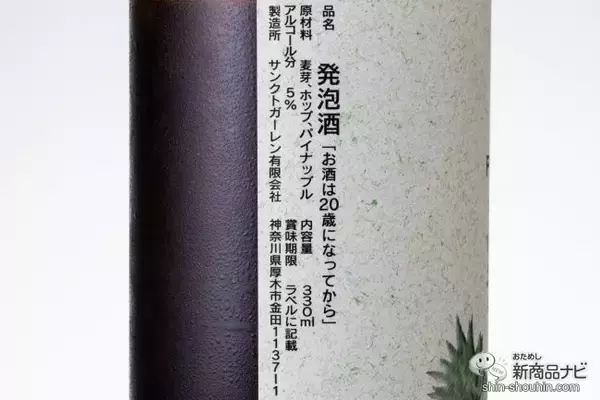 品名 発泡酒「お酒は20歳になってから」
原材料 麦芽、ホップ、パイナップル 内容量 330ml
アルコール分 5% 賞味期限 ラベルに記載
製造所 サンクトガーレン有限会社 神奈川県厚木市金田1137-1
おためし
新商品ナビ
shin-shouhin.com